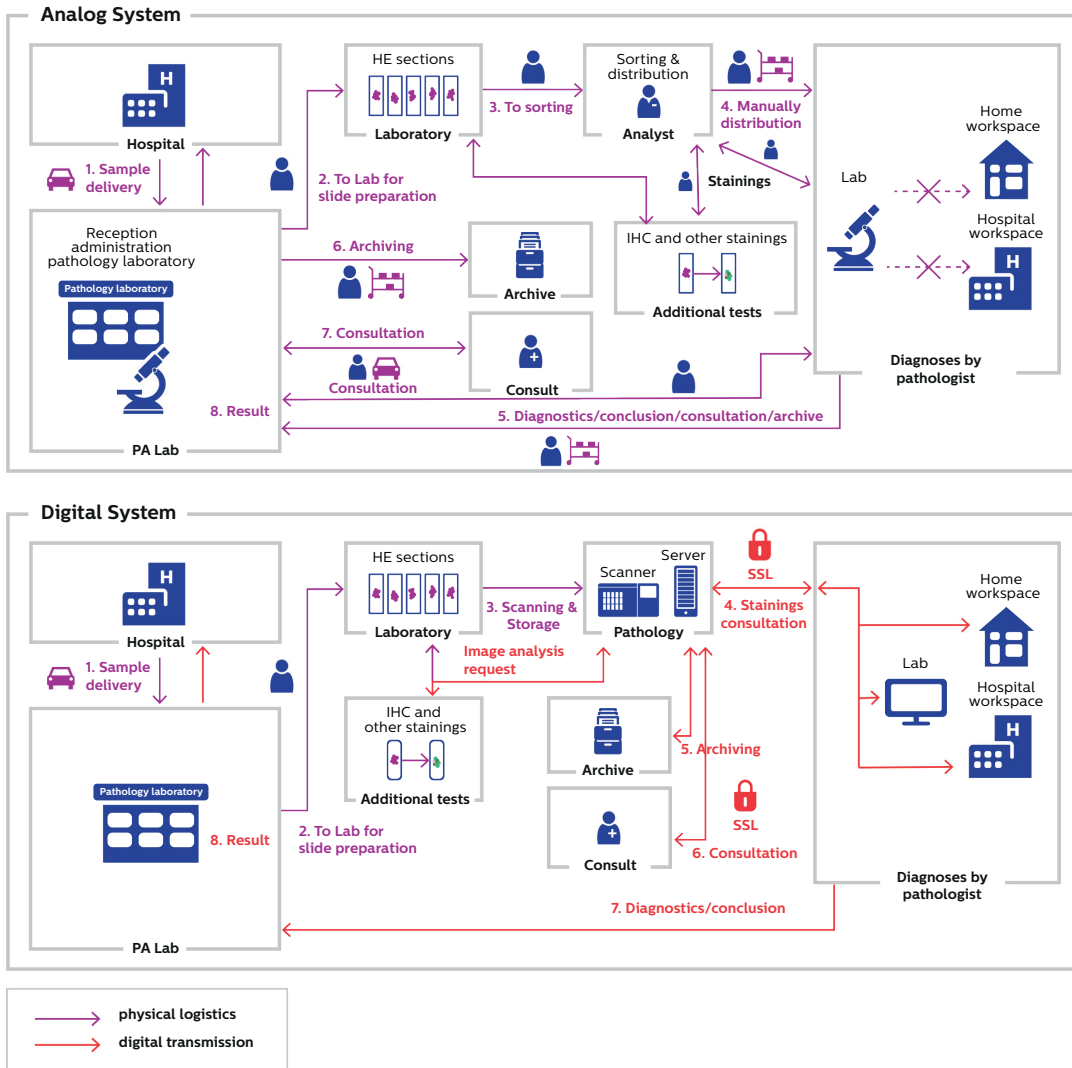 Analog System
H
Hospital
1. Sample
delivery
Reception
administration
pathology laboratory
Pathology laboratory
8. Result
PA Lab
2. To Lab for
slide preparation
HE sections
Laboratory
3. To sorting
Sorting &
distribution
Analyst
4. Manually
distribution
Stainings
6. Archiving
Archive
7. Consultation
Consultation
Consult
IHC and other stainings
Additional tests
5. Diagnostics/conclusion/consultation/archive
Lab
Home
workspace
Hospital
workspace
H
Diagnoses by
pathologist
Digital System
H
Hospital
1. Sample
delivery
Pathology laboratory
8. Result
PA Lab
2. To Lab for
slide preparation
HE sections
Laboratory
3. Scanning &
Storage
Image analysis
request
IHC and
other stainings
Additional tests
Server
Scanner
Pathology
SSL
4. Stainings
consultation
Archive
5. Archiving
Consult
SSL
6. Consultation
7. Diagnostics/conclusion
Home
workspace
Lab
Hospital
workspace
H
Diagnoses by
pathologist
physical logistics
digital transmission